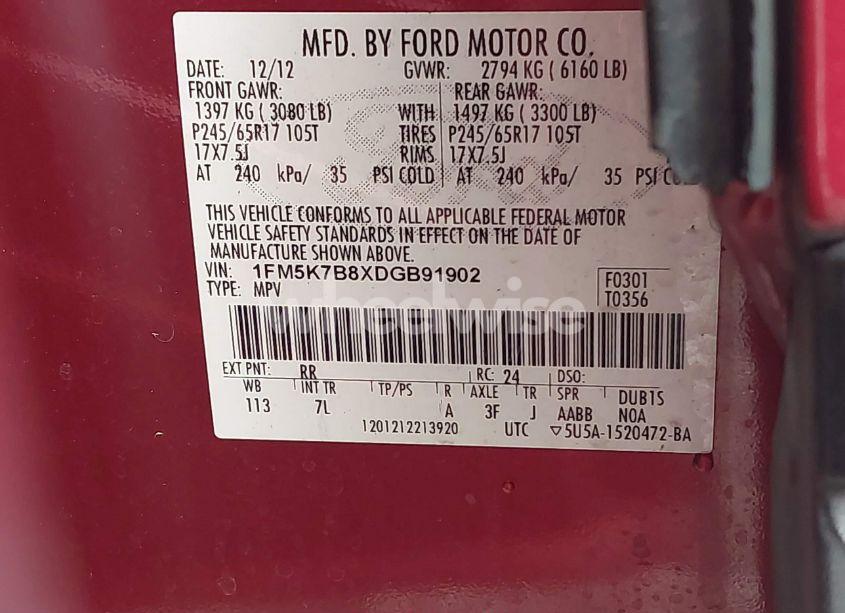 MFD. BY FORD MOTOR CO.
DATE: 12/12 GVWR: 2794 KG ( 6160 LB)
FRONT GAWR: REAR GAWR:
1397 KG ( 3080 LB) WITH 1497 KG ( 3300 LB)
P245/65R17 105T TIRES P245/65R17 105T
17X7.5J RIMS 17X7.5J
AT 240 kPa/ 35 PSI COLD AT 240 kPa/ 35 PSI COLD
THIS VEHICLE CONFORMS TO ALL APPLICABLE FEDERAL MOTOR
VEHICLE SAFETY STANDARDS IN EFFECT ON THE DATE OF
MANUFACTURE SHOWN ABOVE.
VIN: 1FM5K7B8XDGB91902 F0301
TYPE: MPV T0356
wheelwise
EXT PNT: RR RC: 24 DSO:
WB INT TR TP/PS R AXLE TR SPR DUB1S
113 7L A 3F J AABB N0A
1201212213920 UTC ▽5U5A-1520472-BA